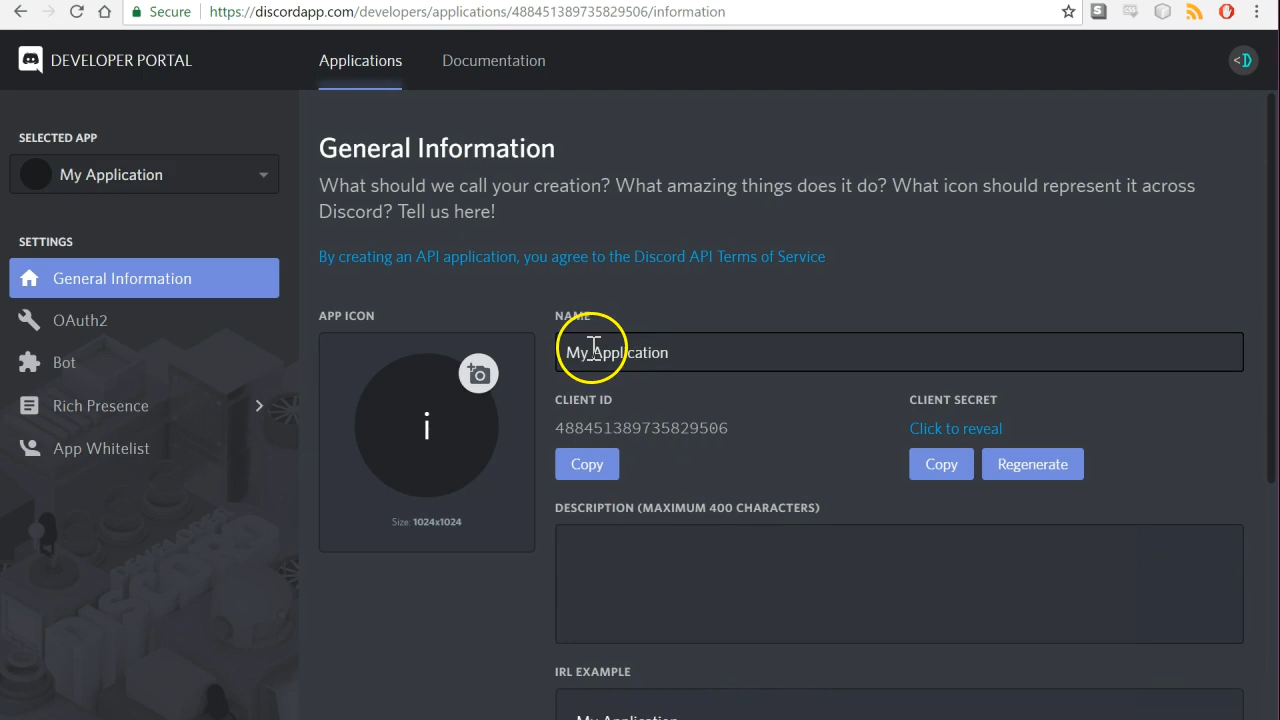 Secure https://discordapp.com/developers/applications/488451389735829506/information
DEVELOPER PORTAL
Applications
Documentation
<D
SELECTED APP
My Application
SETTINGS
General Information
OAuth2
Bot
Rich Presence
App Whitelist
General Information
What should we call your creation? What amazing things does it do? What icon should represent it across
Discord? Tell us here!
By creating an API application, you agree to the Discord API Terms of Service
APP ICON
i
Size: 1024x1024
NAME
My Application
CLIENT ID
488451389735829506
Copy
CLIENT SECRET
Click to reveal
Copy
Regenerate
DESCRIPTION (MAXIMUM 400 CHARACTERS)
IRL EXAMPLE
My Application